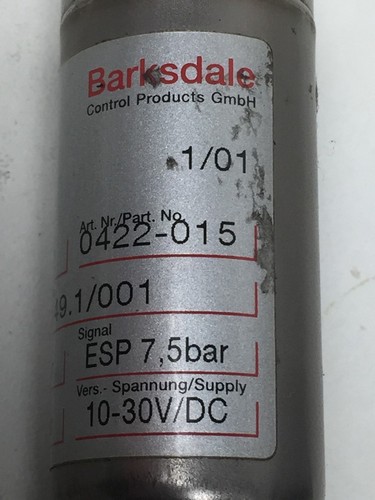 Barksdale
Control Products GmbH
1/01
Art. Nr./Part. No.
0422-015
49.1/001
Signal
ESP 7,5bar
Vers.- Spannung/Supply
10-30V/DC